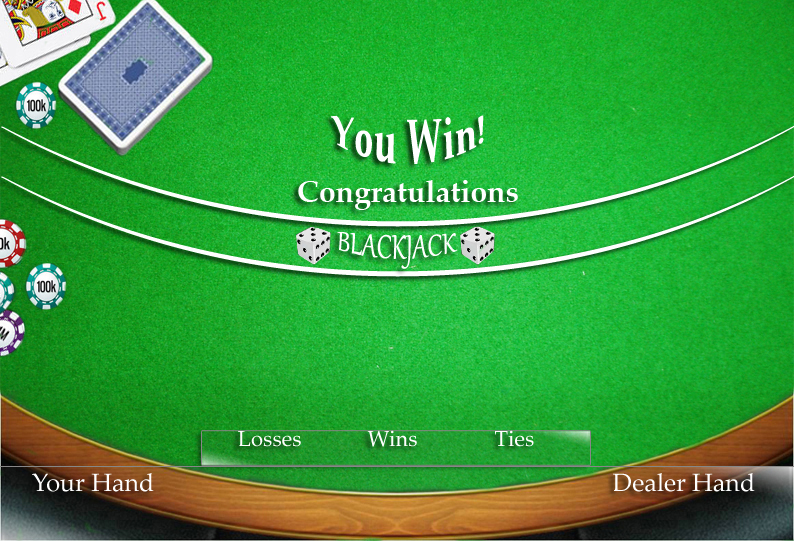 J
100k
You Win!
Congratulations
BLACKJACK
100k
Losses Wins Ties
Your Hand Dealer Hand